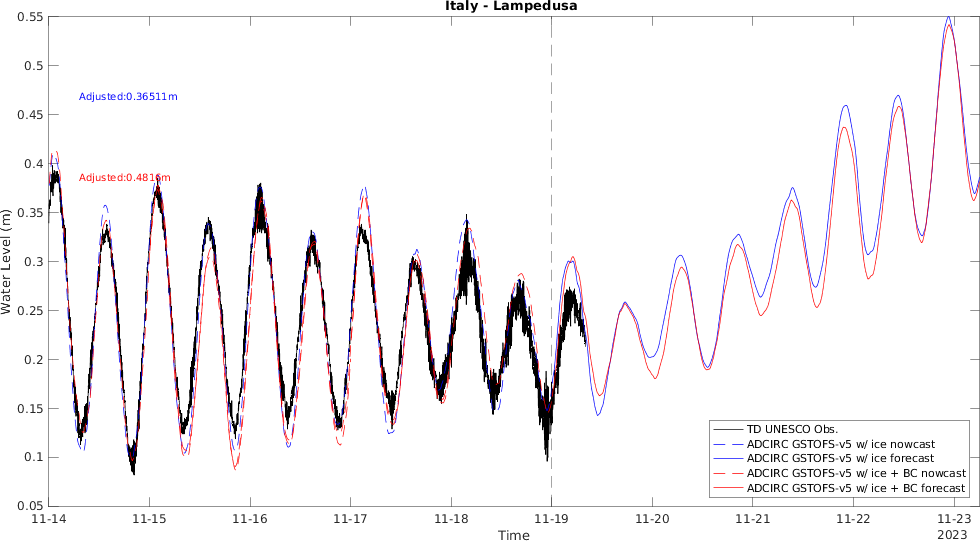 Italy - Lampedusa
0.55
0.5
0.45
0.4
0.35
0.3
0.25
0.2
0.15
0.1
0.05
Water Level (m)
Adjusted:0.36511m
Adjusted:0.4816m
TD UNESCO Obs.
ADCIRC GSTOFS-v5 w/ ice nowcast
ADCIRC GSTOFS-v5 w/ ice forecast
ADCIRC GSTOFS-v5 w/ ice + BC nowcast
ADCIRC GSTOFS-v5 w/ ice + BC forecast
11-14 11-15 11-16 11-17 11-18 11-19 11-20 11-21 11-22 11-23
Time
2023